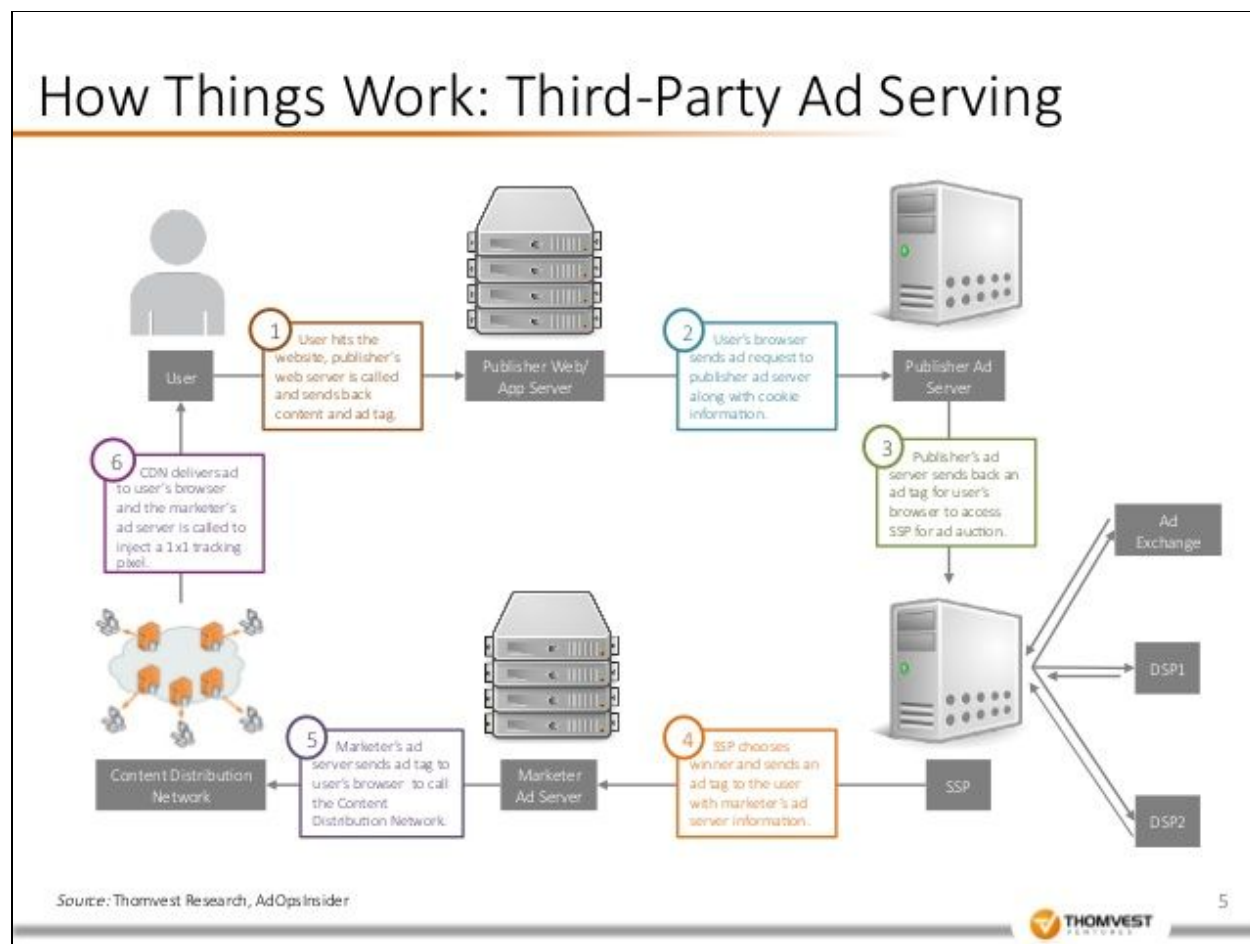 How Things Work: Third-Party Ad Serving
1
User hits the
website, publisher's
web server is called
and sends back
content and ad tag.
2
User's browser
sends ad request to
publisher ad server
along with cookie
information.
User
Publisher Web/
App Server
Publisher Ad
Server
3
Publisher's ad
server sends back an
ad tag for user's
browser to access
SSP for ad auction.
6
CDN delivers ad
to user's browser
and the marketer's
ad server is called to
inject a 1x1 tracking
pixel.
Ad
Exchange
DSP1
DSP2
SSP
4
SSP chooses
winner and sends an
ad tag to the user
with marketer's ad
server information.
Marketer
Ad Server
5
Marketer's ad
server sends ad tag to
user's browser to call
the Content
Distribution Network.
Content Distribution
Network
Source: Thomvest Research, AdOpsInsider
5
THOMVEST
VENTURES